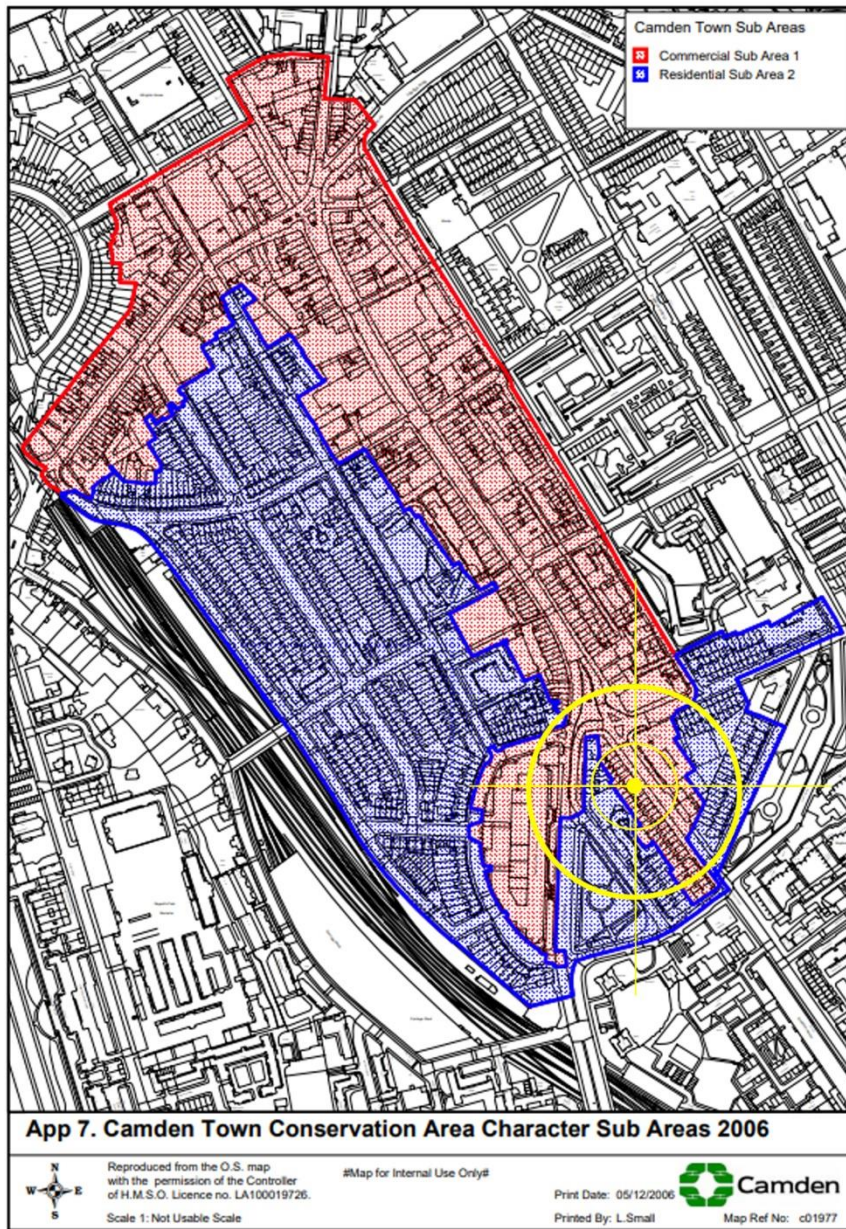 Camden Town Sub Areas
Commercial Sub Area 1
Residential Sub Area 2
App 7. Camden Town Conservation Area Character Sub Areas 2006
N
W E
S
Reproduced from the O.S. map
with the permission of the Controller
of H.M.S.O. Licence no. LA100019726.
Scale 1: Not Usable Scale
#Map for Internal Use Only#
Print Date: 05/12/2006
Printed By: L.Small
Camden
Map Ref No: c01977